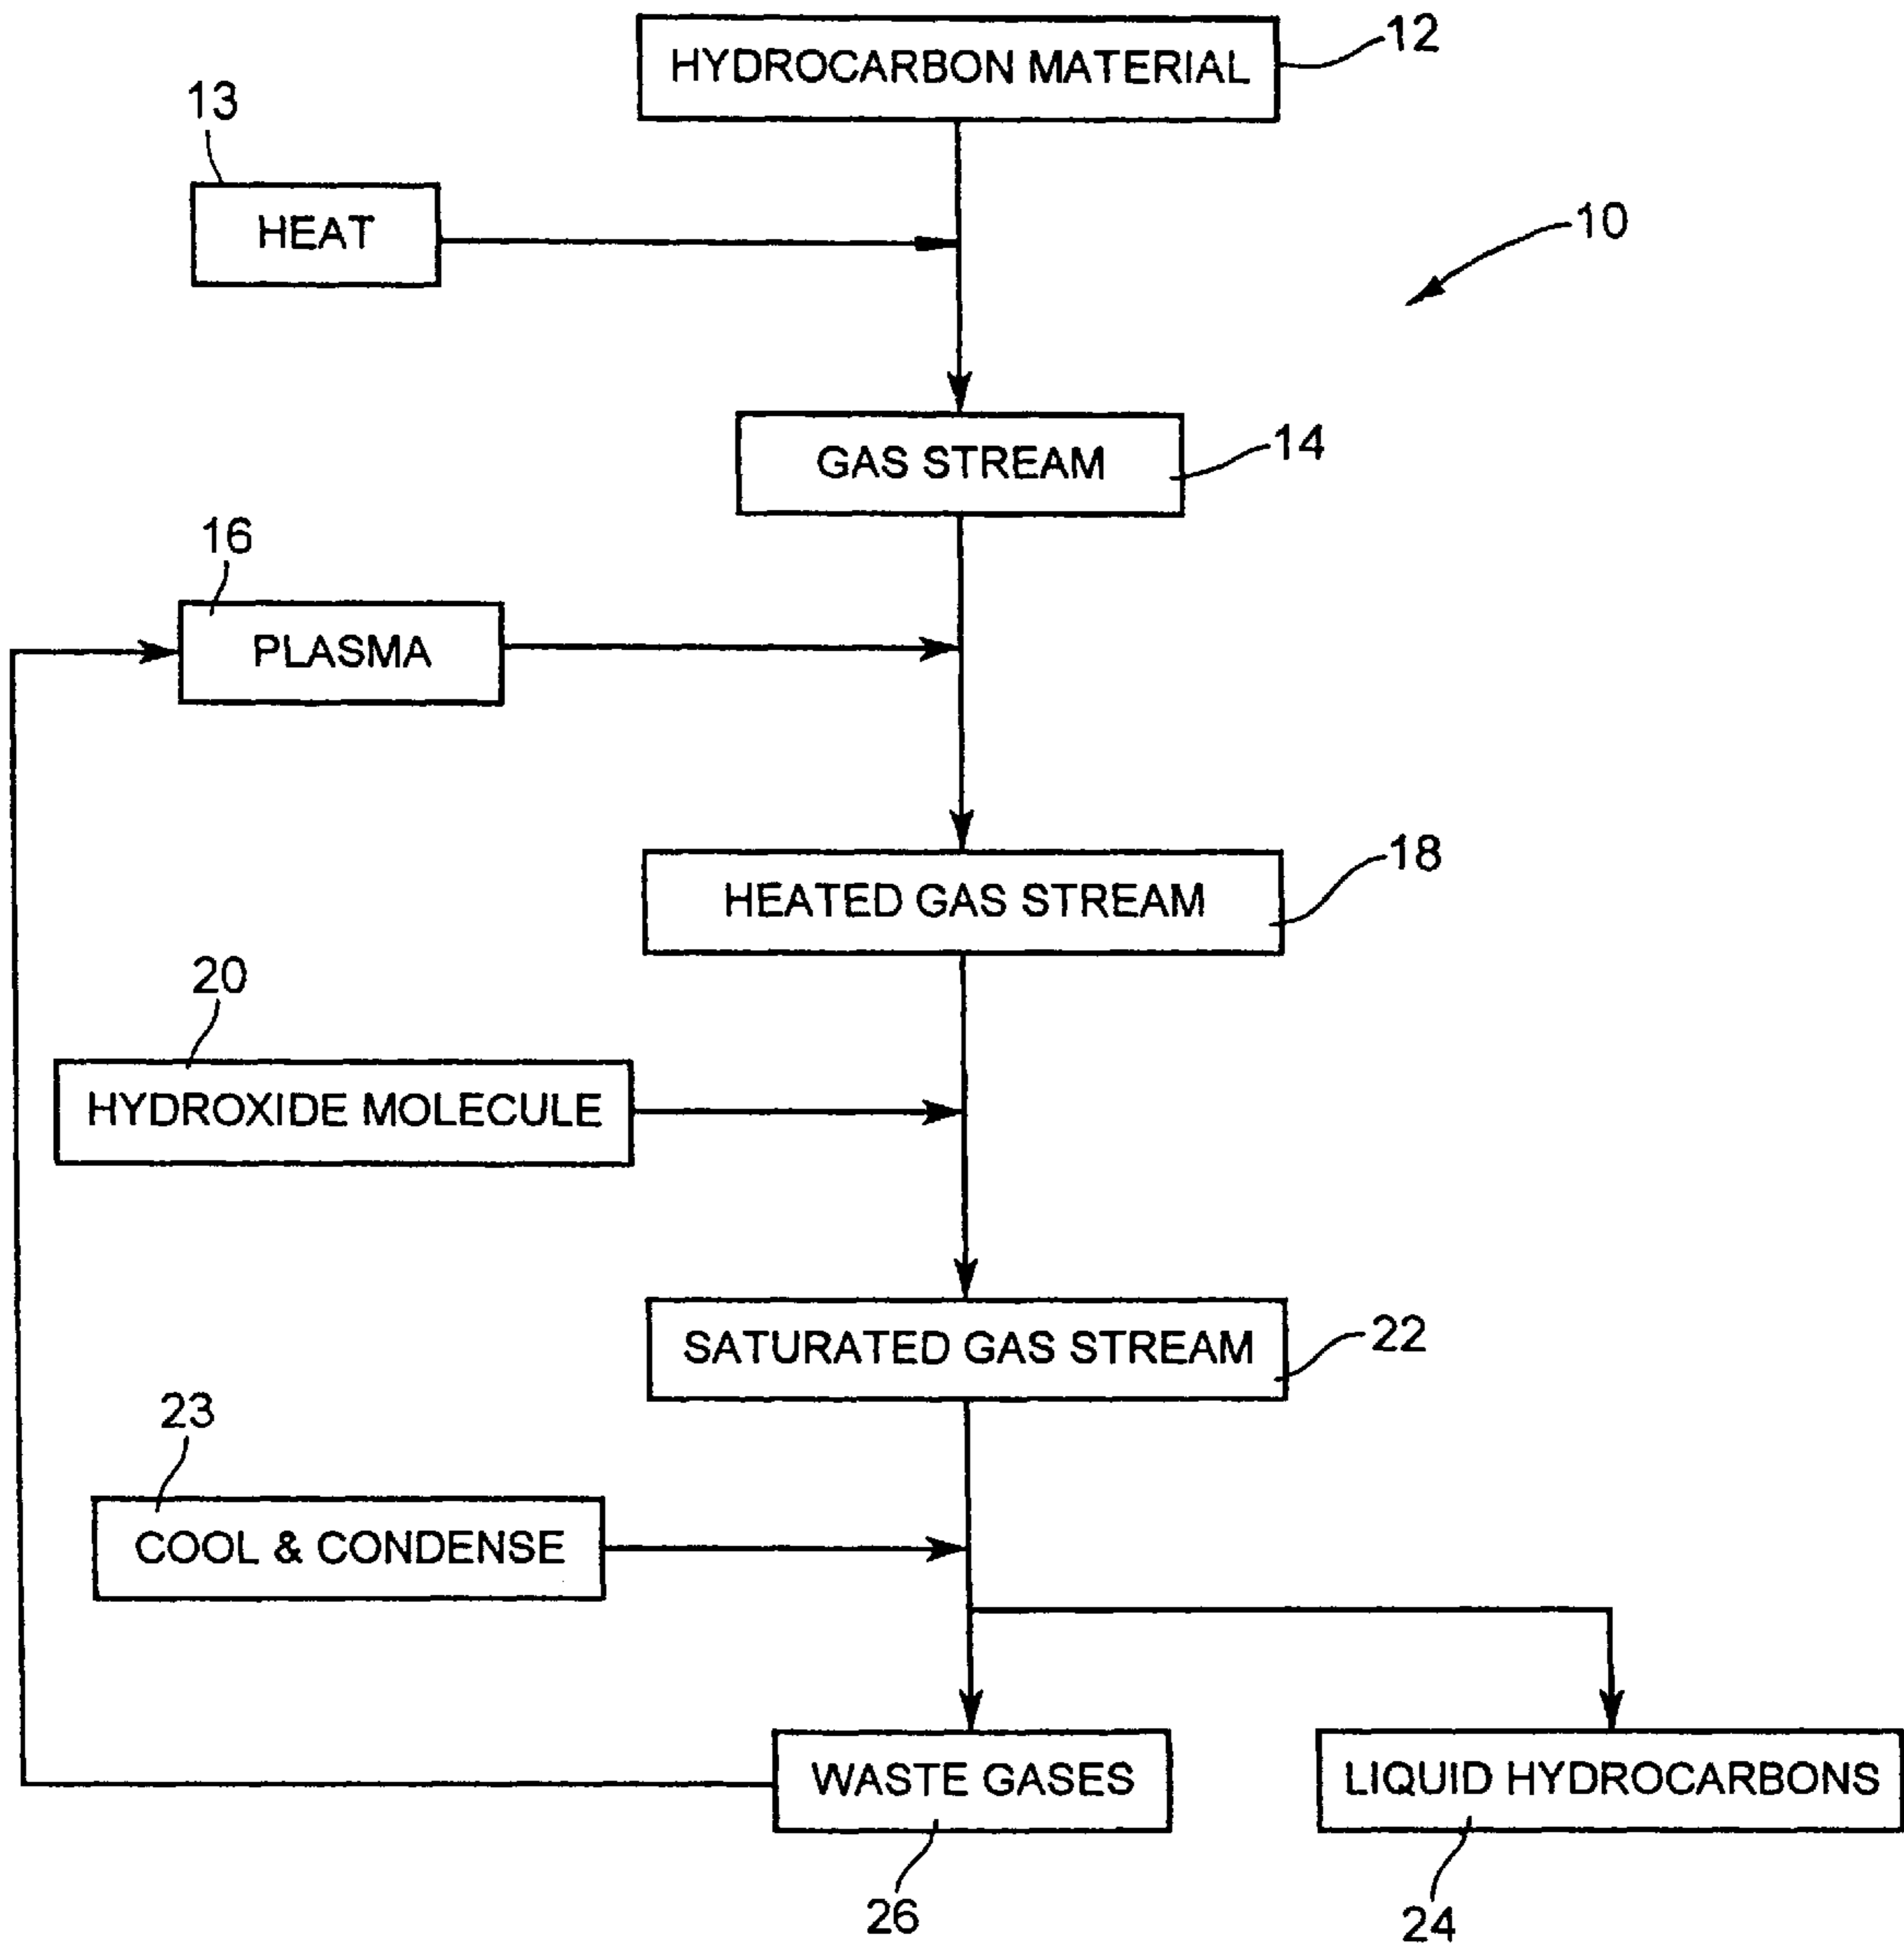 12
HYDROCARBON MATERIAL
13
HEAT
10
GAS STREAM
14
16
PLASMA
18
HEATED GAS STREAM
20
HYDROXIDE MOLECULE
SATURATED GAS STREAM
22
23
COOL & CONDENSE
WASTE GASES
LIQUID HYDROCARBONS
26
24